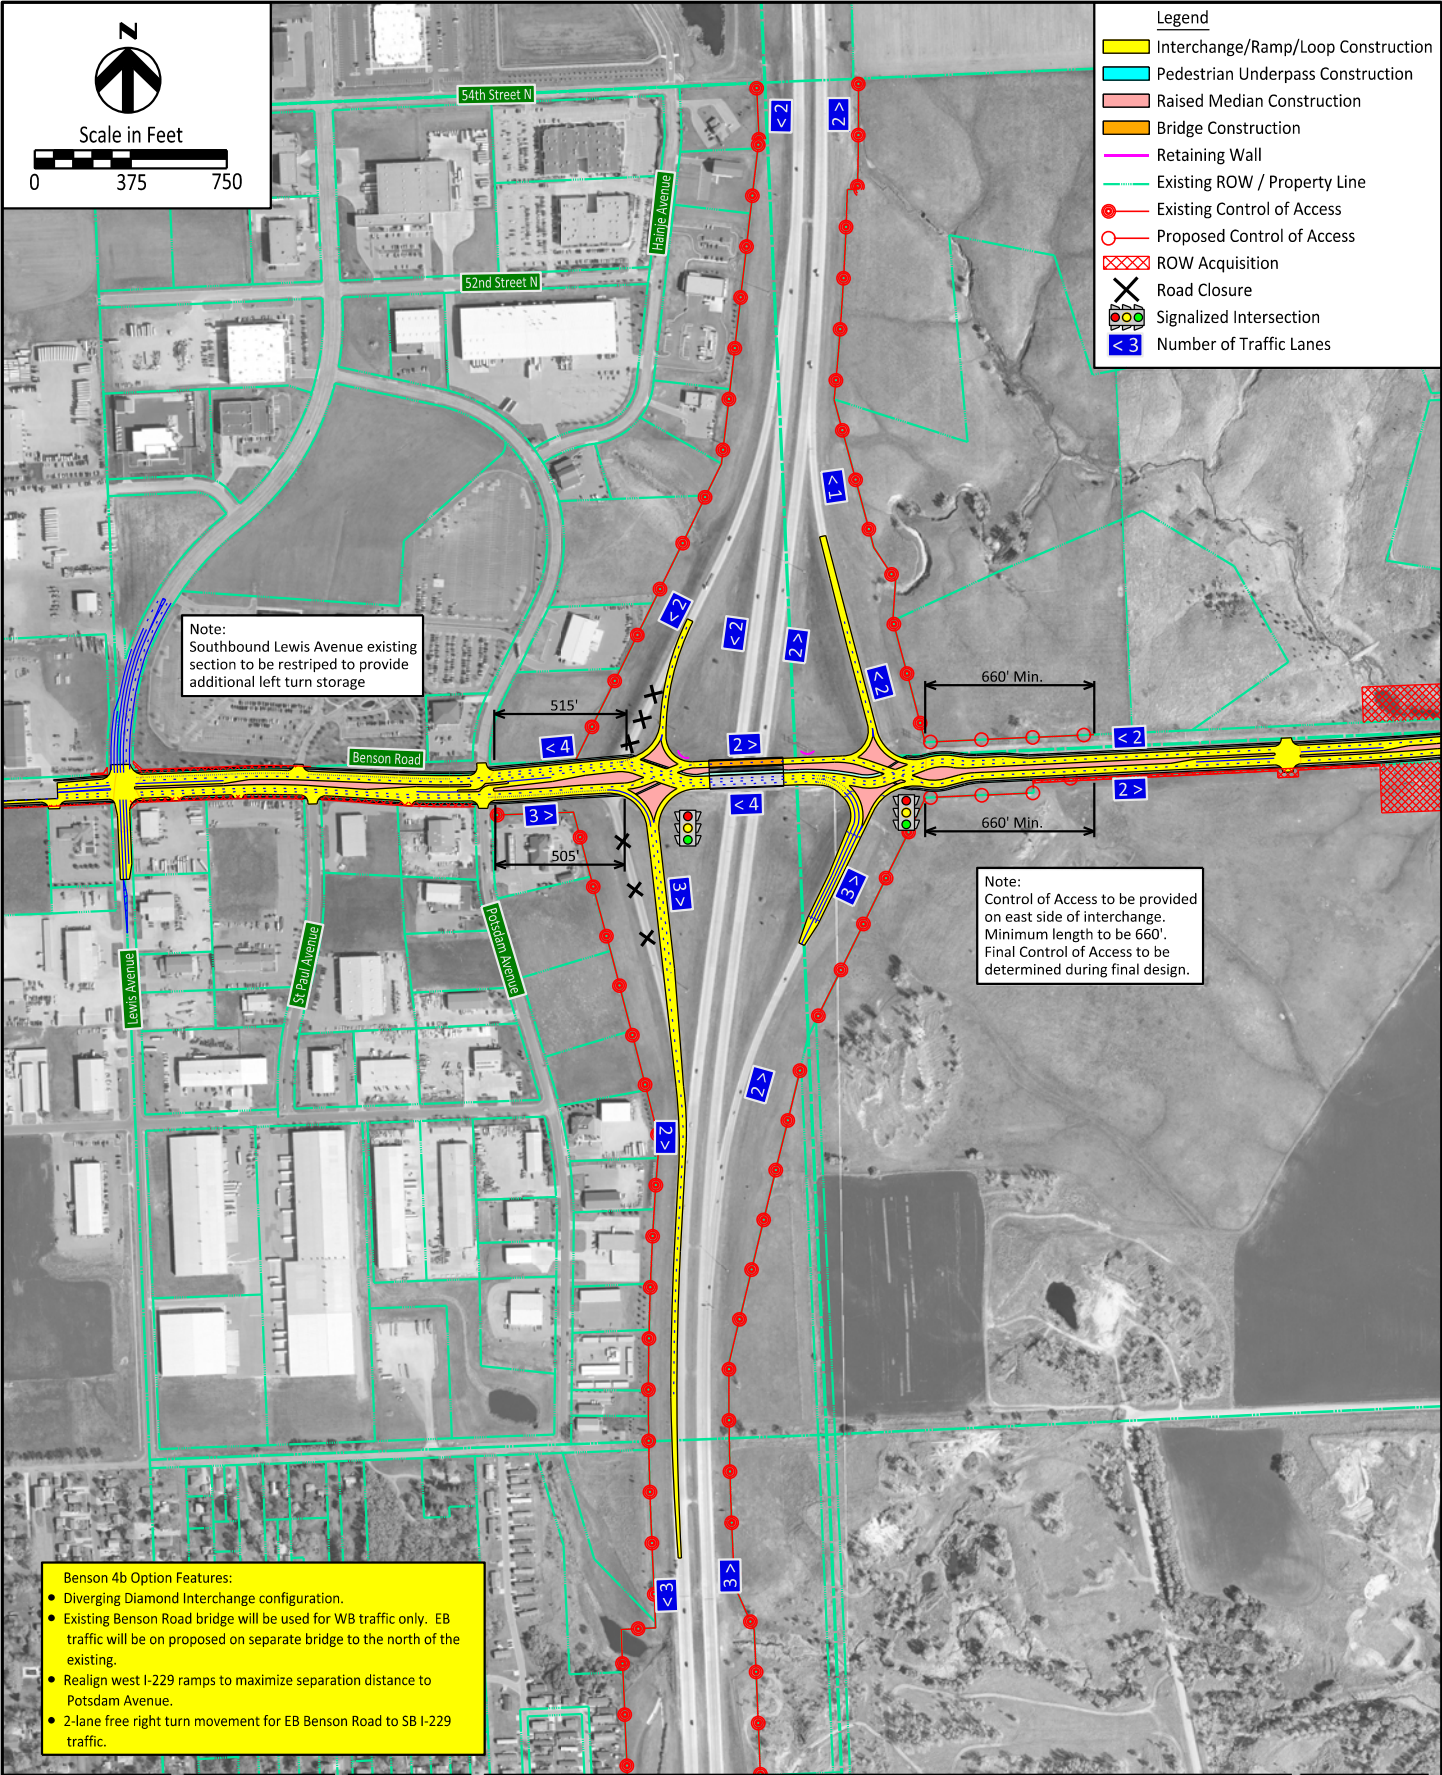 N
Scale in Feet
0 375 750
Legend
Interchange/Ramp/Loop Construction
Pedestrian Underpass Construction
Raised Median Construction
Bridge Construction
Retaining Wall
Existing ROW / Property Line
Existing Control of Access
Proposed Control of Access
ROW Acquisition
Road Closure
Signalized Intersection
< 3 Number of Traffic Lanes
54th Street N
< 2
2 >
Hainje Avenue
52nd Street N
< 1
< 2
< 2
2 >
< 2
Note:
Southbound Lewis Avenue existing
section to be restriped to provide
additional left turn storage
515'
660' Min.
Benson Road
< 4
2 >
< 2
3 >
< 4
2 >
505'
660' Min.
3 >
3 >
Note:
Control of Access to be provided
on east side of interchange.
Minimum length to be 660'.
Final Control of Access to be
determined during final design.
Lewis Avenue
St Paul Avenue
Potsdam Avenue
2 >
2 >
< 3
3 >
Benson 4b Option Features:
• Diverging Diamond Interchange configuration.
• Existing Benson Road bridge will be used for WB traffic only. EB
traffic will be on proposed on separate bridge to the north of the
existing.
• Realign west I-229 ramps to maximize separation distance to
Potsdam Avenue.
• 2-lane free right turn movement for EB Benson Road to SB I-229
traffic.